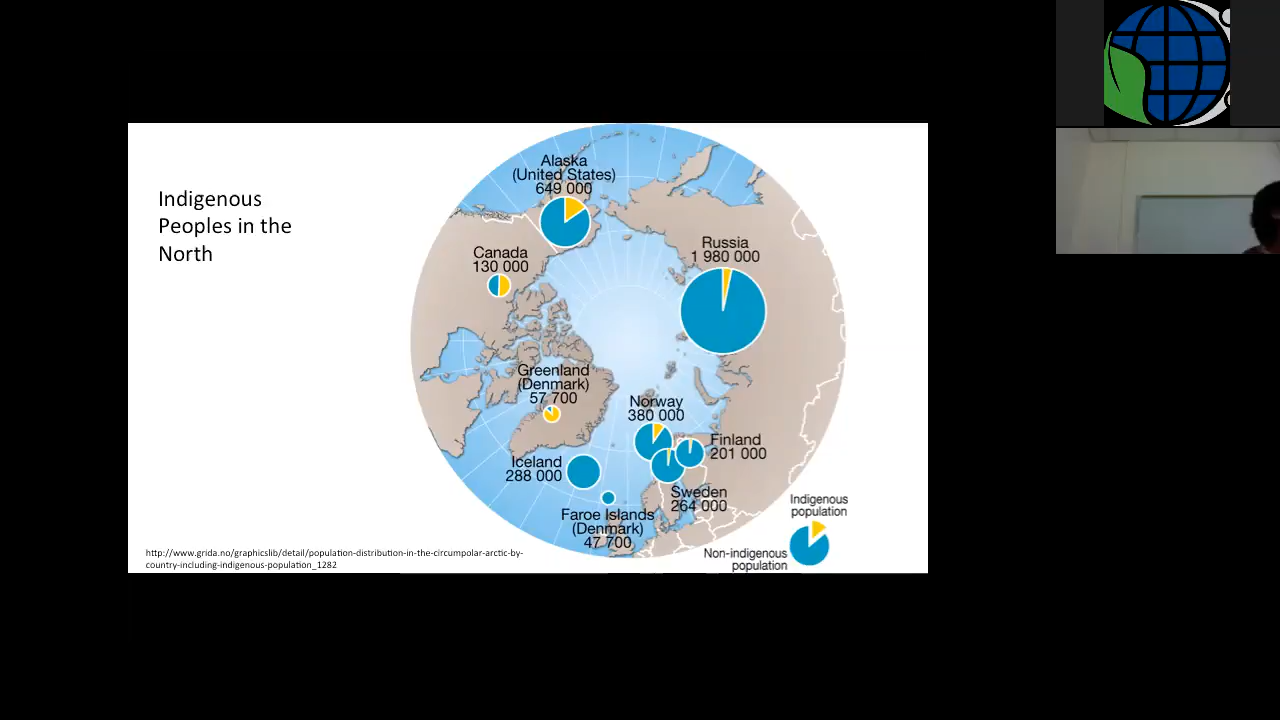 Indigenous
Peoples in the
North
Alaska
(United States)
649 000
Canada
130 000
Russia
1 980 000
Greenland
(Denmark)
57 700
Norway
380 000
Finland
201 000
Iceland
288 000
Sweden
264 000
Faroe Islands
(Denmark)
47 700
Indigenous
population
Non-indigenous
population
http://www.grida.no/graphicslib/detail/population-distribution-in-the-circumpolar-arctic-by-
country-including-indigenous-population_1282